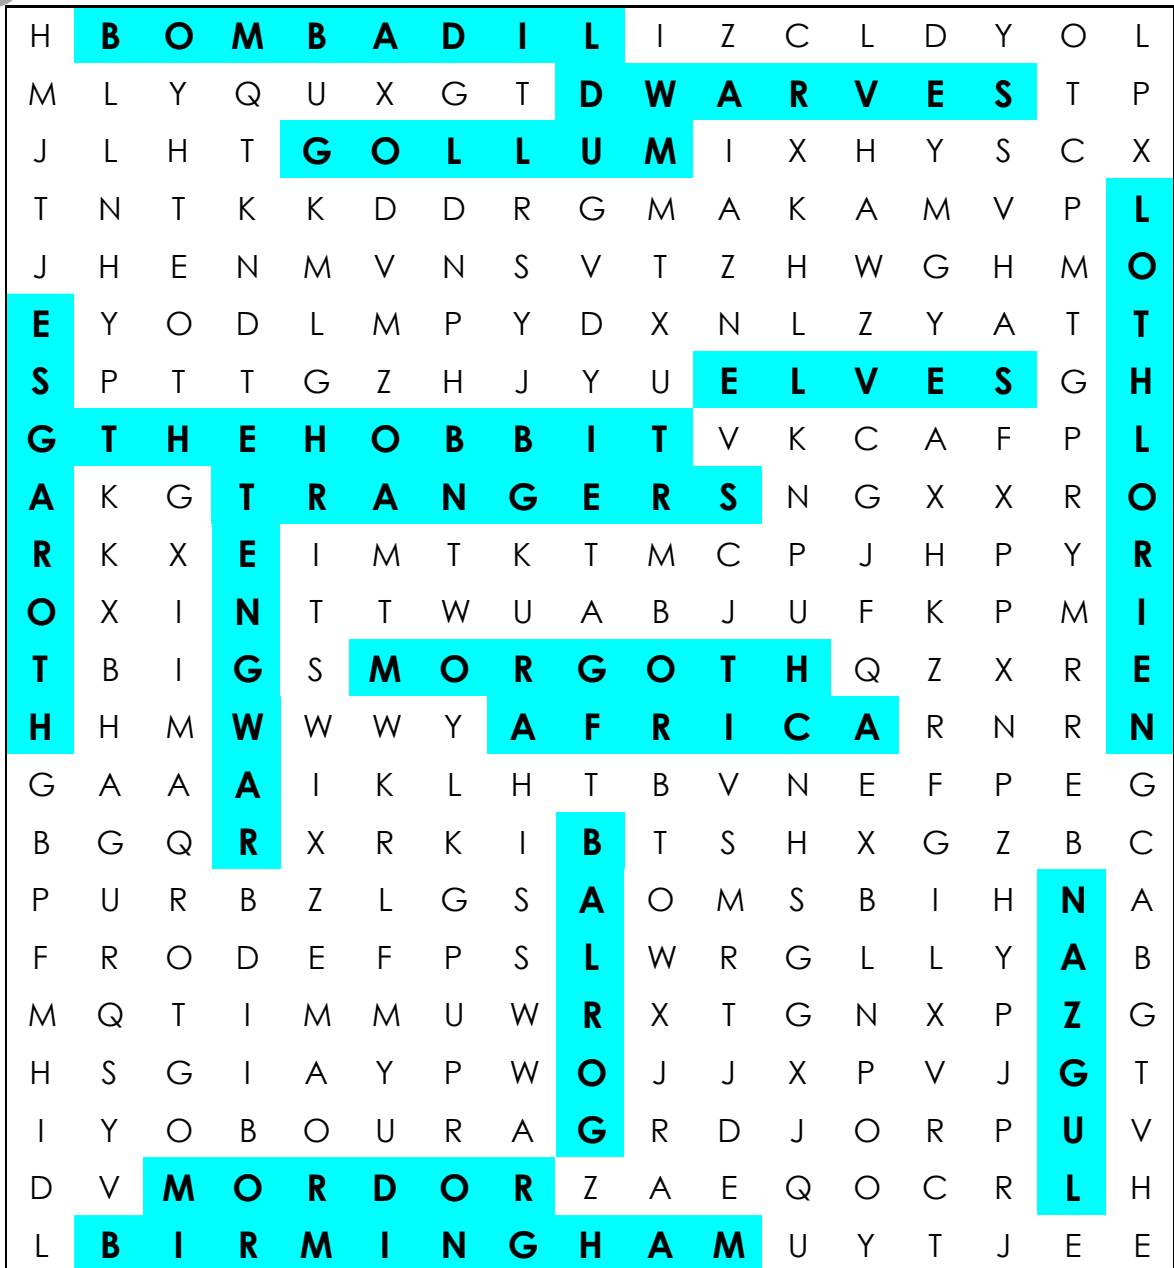 H B O M B A D I L I Z C L D Y O L
M L Y Q U X G T D W A R V E S T P
J L H T G O L L U M I X H Y S C X
T N T K K D D R G M A K A M V P L
J H E N M V N S V T Z H W G H M O
E Y O D L M P Y D X N L Z Y A T T
S P T T G Z H J Y U E L V E S G H
G T H E H O B B I T V K C A F P L
A K G T R A N G E R S N G X X R O
R K X E I M T K T M C P J H P Y R
O X I N T T W U A B J U F K P M I
T B I G S M O R G O T H Q Z X R E
H H M W W W Y A F R I C A R N R N
G A A A I K L H T B V N E F P E G
B G Q R X R K I B T S H X G Z B C
P U R B Z L G S A O M S B I H N A
F R O D E F P S L W R G L L Y A B
M Q T I M M U W R X T G N X P Z G
H S G I A Y P W O J J X P V J G T
I Y O B O U R A G R D J O R P U V
D V M O R D O R Z A E Q O C R L H
L B I R M I N G H A M U Y T J E E